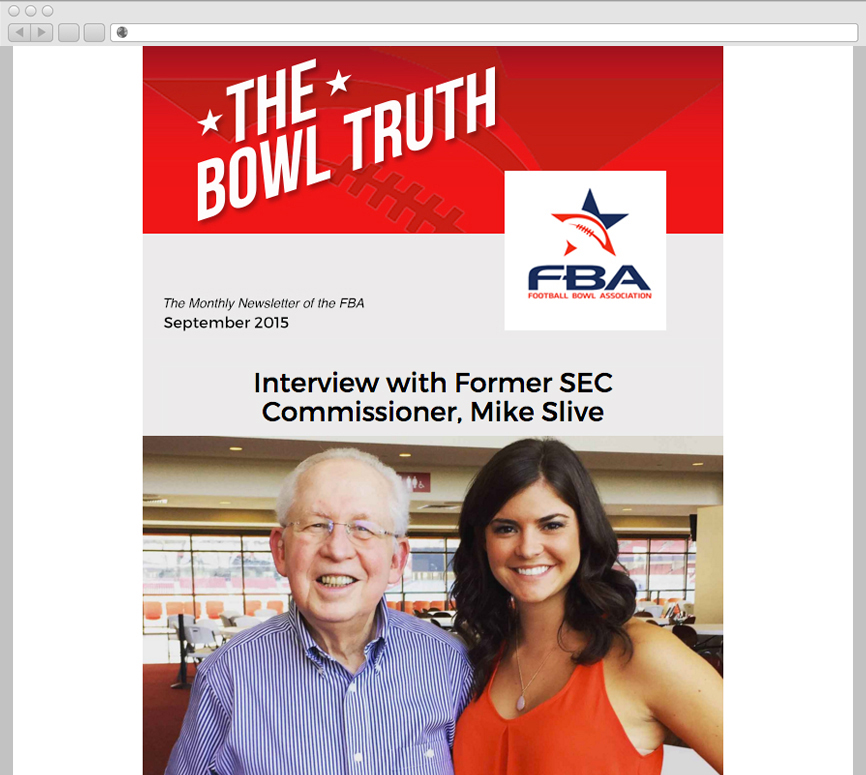 THE
BOWL TRUTH
FBA
FOOTBALL BOWL ASSOCIATION
The Monthly Newsletter of the FBA
September 2015
Interview with Former SEC
Commissioner, Mike Slive